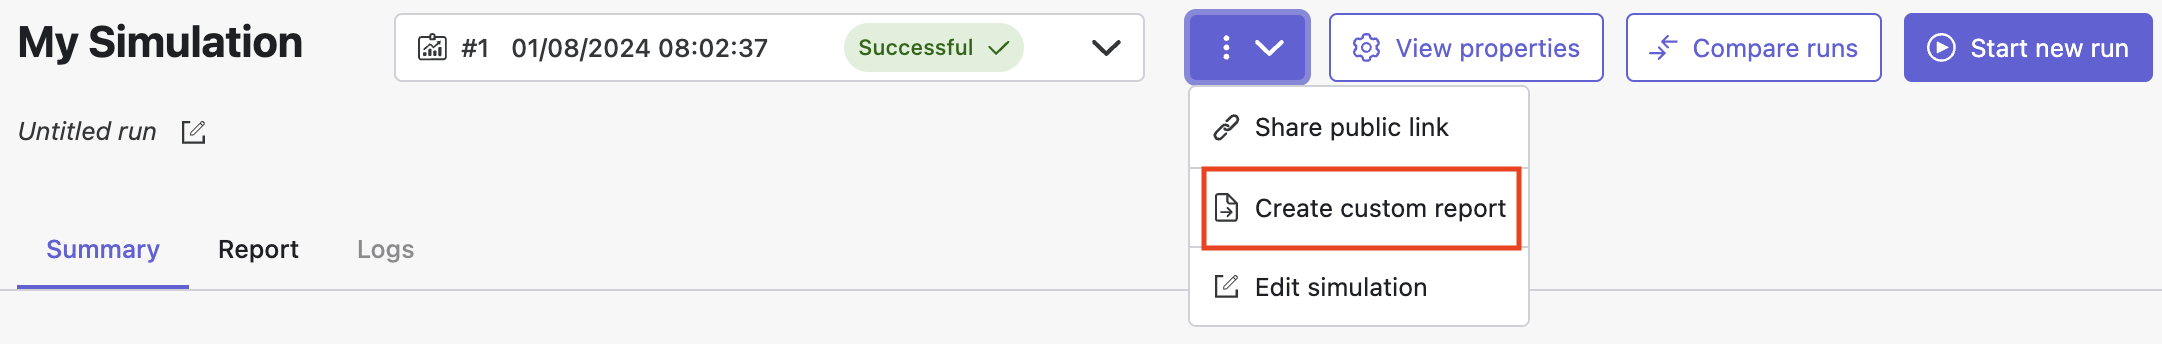 My Simulation
#1 01/08/2024 08:02:37 Successful
View properties
Compare runs
Start new run
Untitled run
Share public link
Create custom report
Edit simulation
Summary Report Logs